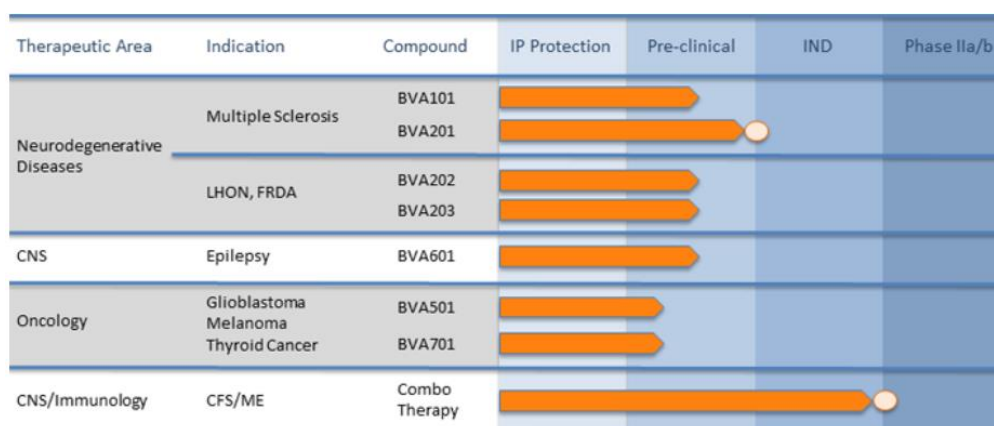 Therapeutic Area Indication Compound IP Protection Pre-clinical IND Phase IIa/b
Neurodegenerative
Diseases
Multiple Sclerosis
BVA101
BVA201
LHON, FRDA
BVA202
BVA203
CNS Epilepsy BVA601
Oncology
Glioblastoma
Melanoma
Thyroid Cancer
BVA501
BVA701
CNS/Immunology CFS/ME
Combo
Therapy